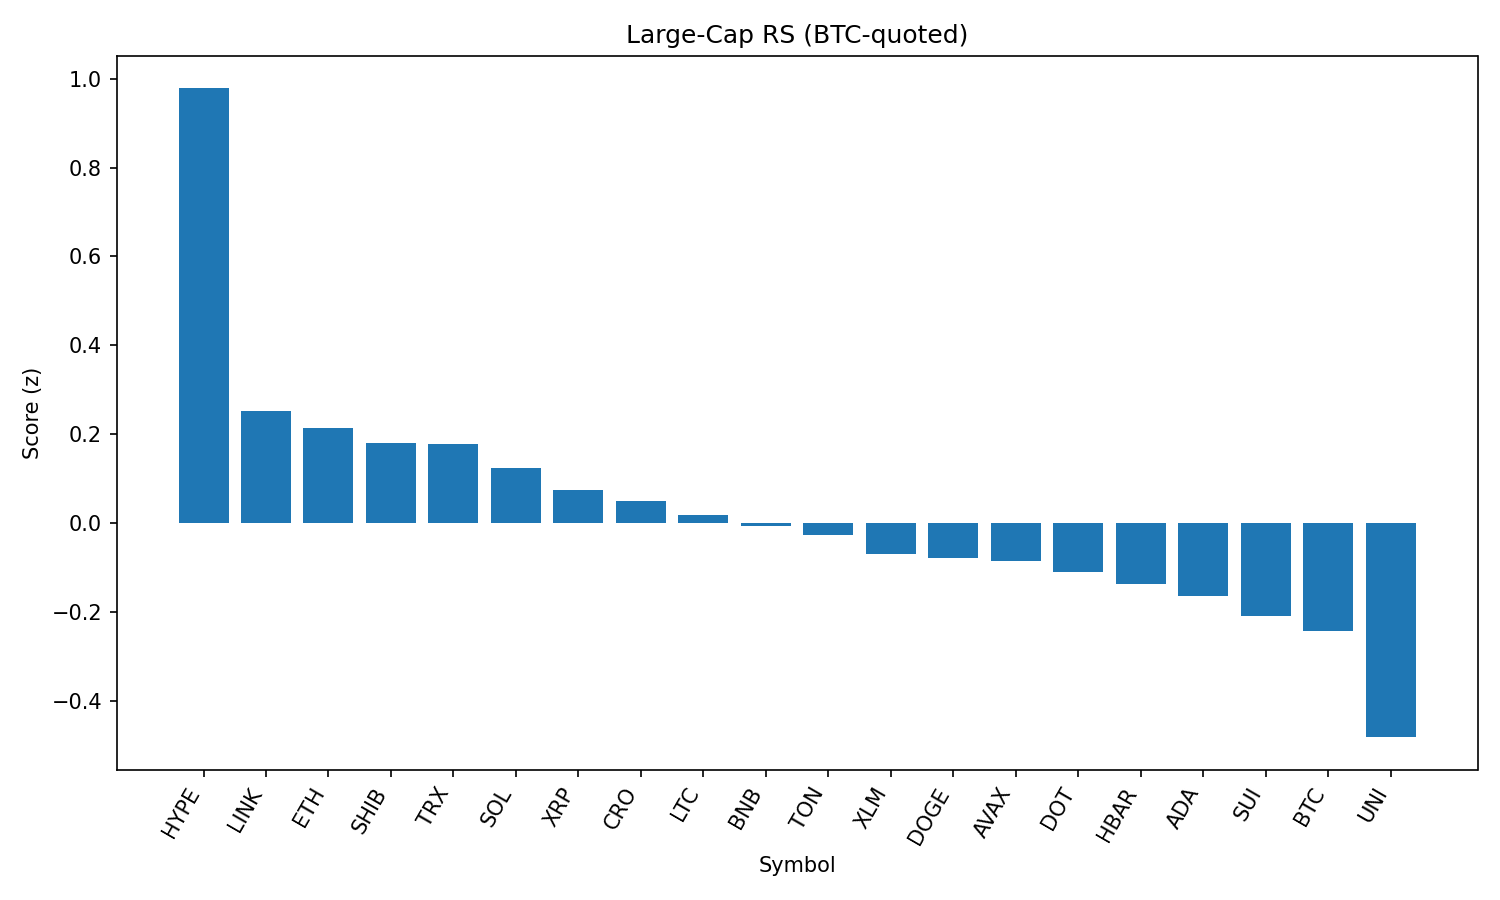 Large-Cap RS (BTC-quoted)
1.0
0.8
0.6
0.4
0.2
0.0
−0.2
−0.4
Score (z)
HYPE
LINK
ETH
SHIB
TRX
SOL
XRP
CRO
LTC
BNB
TON
XLM
DOGE
AVAX
DOT
HBAR
ADA
SUI
BTC
UNI
Symbol